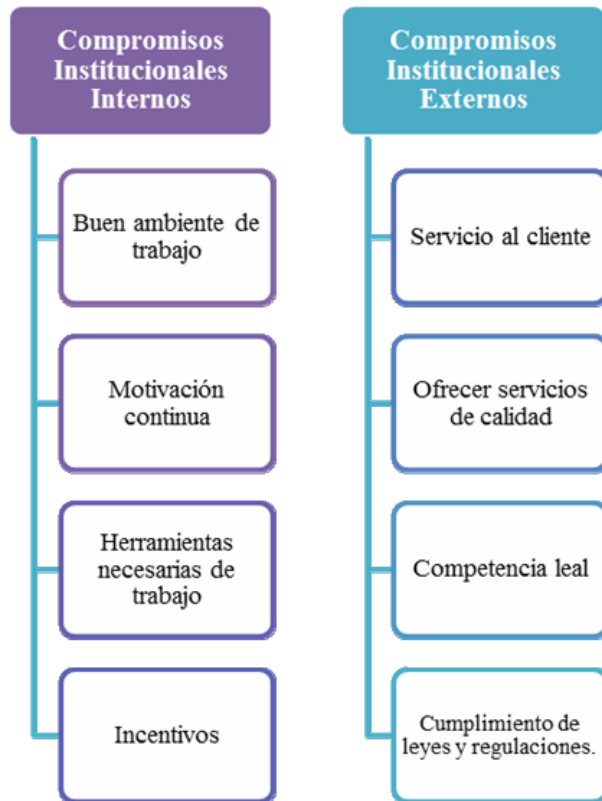 Compromisos
Institucionales
Internos
Buen ambiente de
trabajo
Motivación
continua
Herramientas
necesarias de
trabajo
Incentivos
Compromisos
Institucionales
Externos
Servicio al cliente
Ofrecer servicios
de calidad
Competencia leal
Cumplimiento de
leyes y regulaciones.